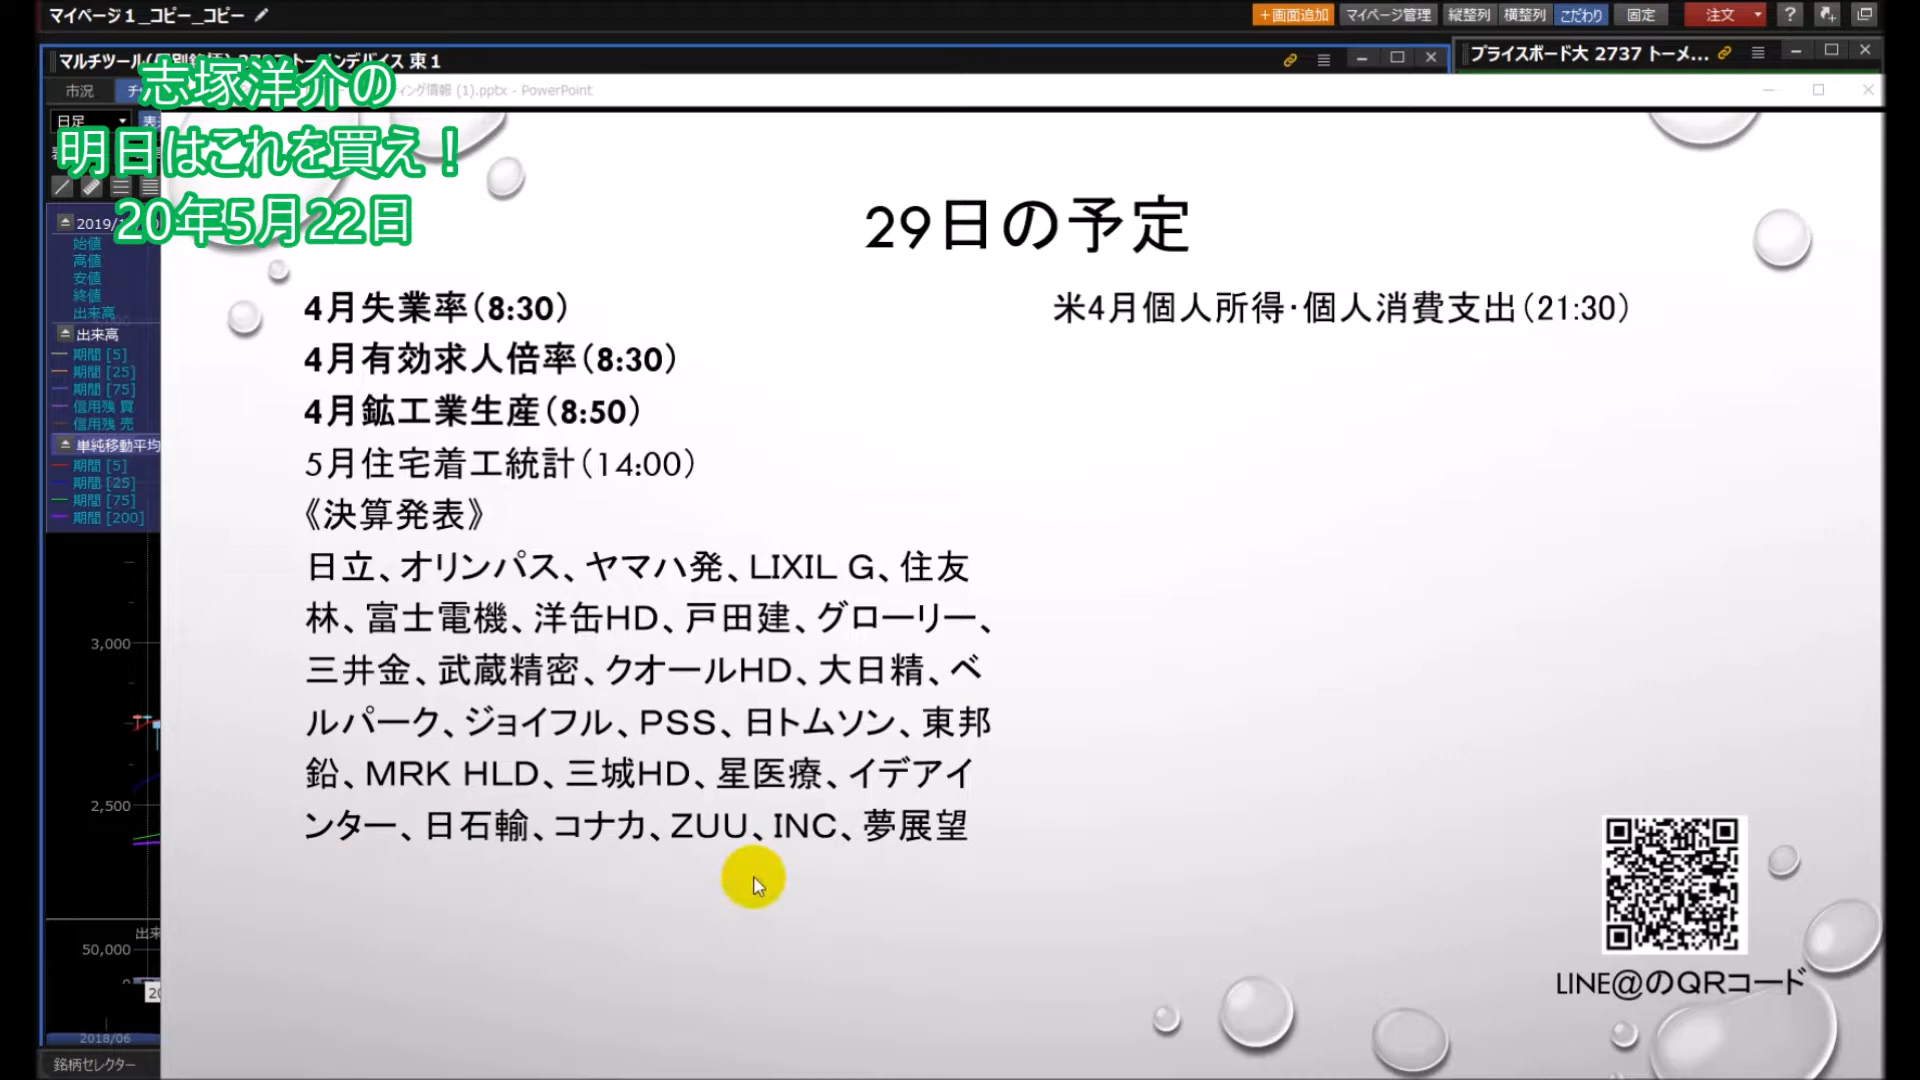 マイページ１_コピー_コピー
＋画面追加 マイページ管理 縦整列 横整列 こだわり 固定 注文 ?
マルチツール
ンデバイス 東１
プライスボード大 2737 トーメ...
市況
ィング情報 (1).pptx - PowerPoint
志塚洋介の
明日はこれを買え！
20年5月22日
日足
2019/
始値
高値
安値
終値
出来高
出来高
期間 [5]
期間 [25]
期間 [75]
信用残 買
信用残 売
単純移動平均
期間 [5]
期間 [25]
期間 [75]
期間 [200]
3,000
2,500
出来
50,000
0
20
2018/06
銘柄セレクター
29日の予定
4月失業率（8:30）
4月有効求人倍率（8:30）
4月鉱工業生産（8:50）
5月住宅着工統計（14:00）
《決算発表》
日立、オリンパス、ヤマハ発、LIXIL G、住友
林、富士電機、洋缶HD、戸田建、グローリー、
三井金、武蔵精密、クオールHD、大日精、ベ
ルパーク、ジョイフル、PSS、日トムソン、東邦
鉛、MRK HLD、三城HD、星医療、イデアイ
ンター、日石輸、コナカ、ZUU、INC、夢展望
米4月個人所得･個人消費支出（21:30）
LINE@のQRコード